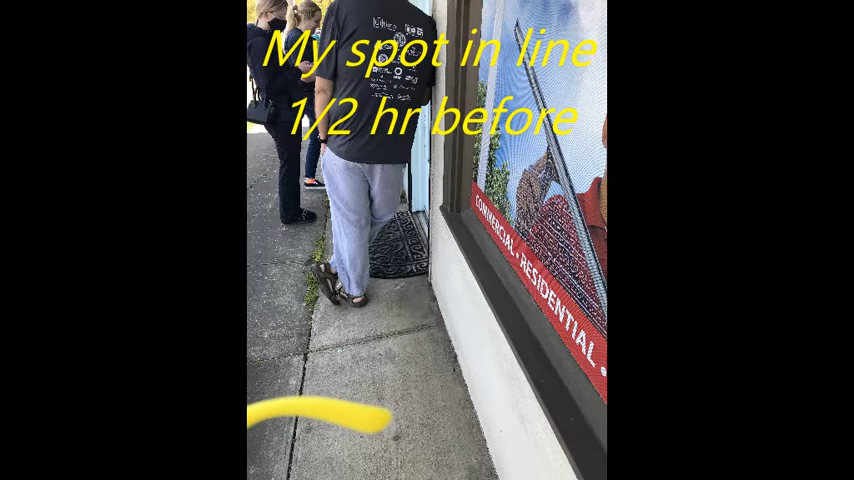 My spot in line
1/2 hr before
COMMERCIAL • RESIDENTIAL •